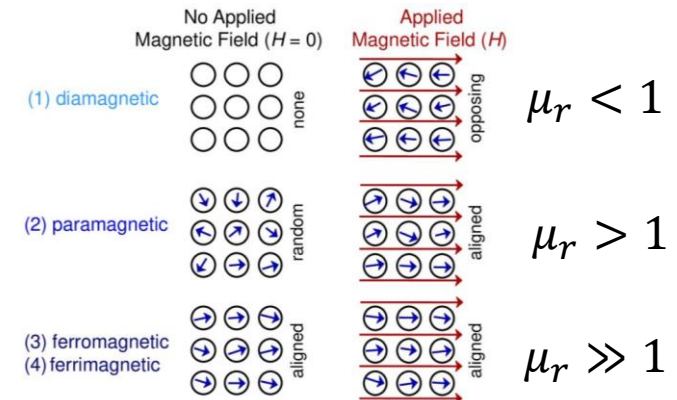 No Applied
Magnetic Field (H = 0)
Applied
Magnetic Field (H)
(1) diamagnetic
none
opposing
μᵣ < 1
(2) paramagnetic
random
aligned
μᵣ > 1
(3) ferromagnetic
(4) ferrimagnetic
aligned
aligned
μᵣ ≫ 1